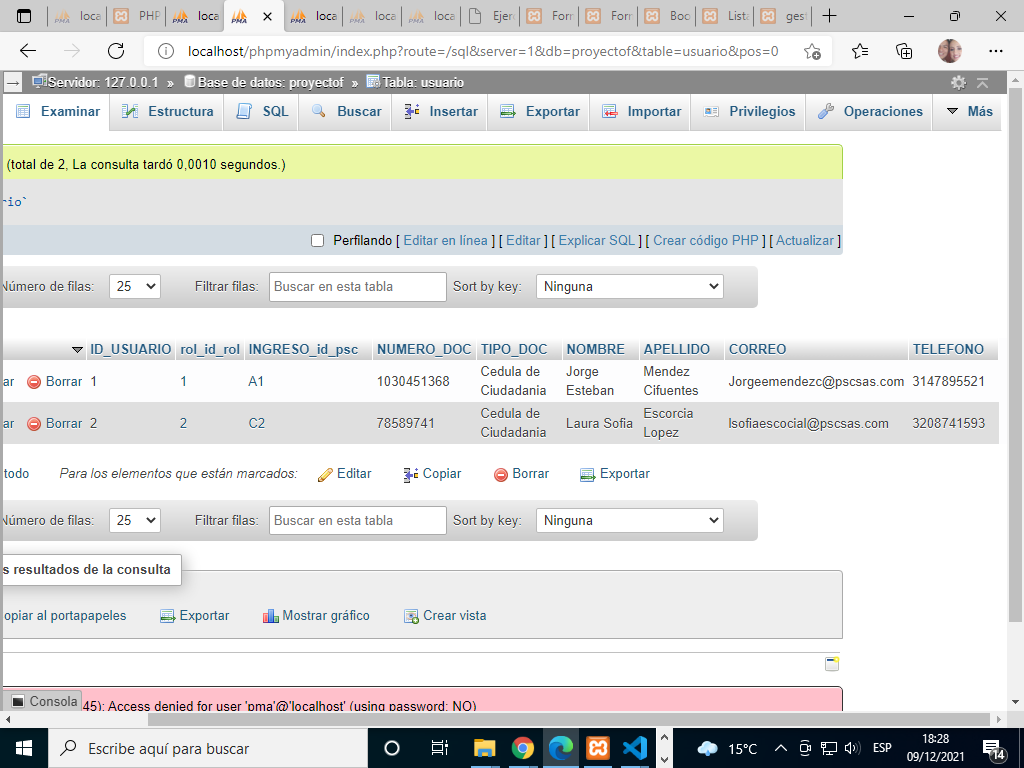 loca
PHP
loca
loca
loca
loca
Ejer
Forr
Forr
Boc
Lista
gest
localhost/phpmyadmin/index.php?route=/sql&server=1&db=proyectof&table=usuario&pos=0
Servidor: 127.0.0.1 » Base de datos: proyectof » Tabla: usuario
Examinar Estructura SQL Buscar Insertar Exportar Importar Privilegios Operaciones Más
(total de 2, La consulta tardó 0,0010 segundos.)
rio`
Perfilando [ Editar en línea ] [ Editar ] [ Explicar SQL ] [ Crear código PHP ] [ Actualizar ]
Número de filas: 25 Filtrar filas: Buscar en esta tabla Sort by key: Ninguna
ID_USUARIO rol_id_rol INGRESO_id_psc NUMERO_DOC TIPO_DOC NOMBRE APELLIDO CORREO TELEFONO
ar Borrar 1 1 A1 1030451368 Cedula de Ciudadania Jorge Esteban Mendez Cifuentes Jorgeemendezc@pscsas.com 3147895521
ar Borrar 2 2 C2 78589741 Cedula de Ciudadania Laura Sofia Escorcia Lopez lsofiaescocial@pscsas.com 3208741593
todo Para los elementos que están marcados: Editar Copiar Borrar Exportar
Número de filas: 25 Filtrar filas: Buscar en esta tabla Sort by key: Ninguna
s resultados de la consulta
opiar al portapapeles Exportar Mostrar gráfico Crear vista
Consola
45): Access denied for user 'pma'@'localhost' (using password: NO)
Escribe aquí para buscar
15°C
ESP
18:28
09/12/2021
14